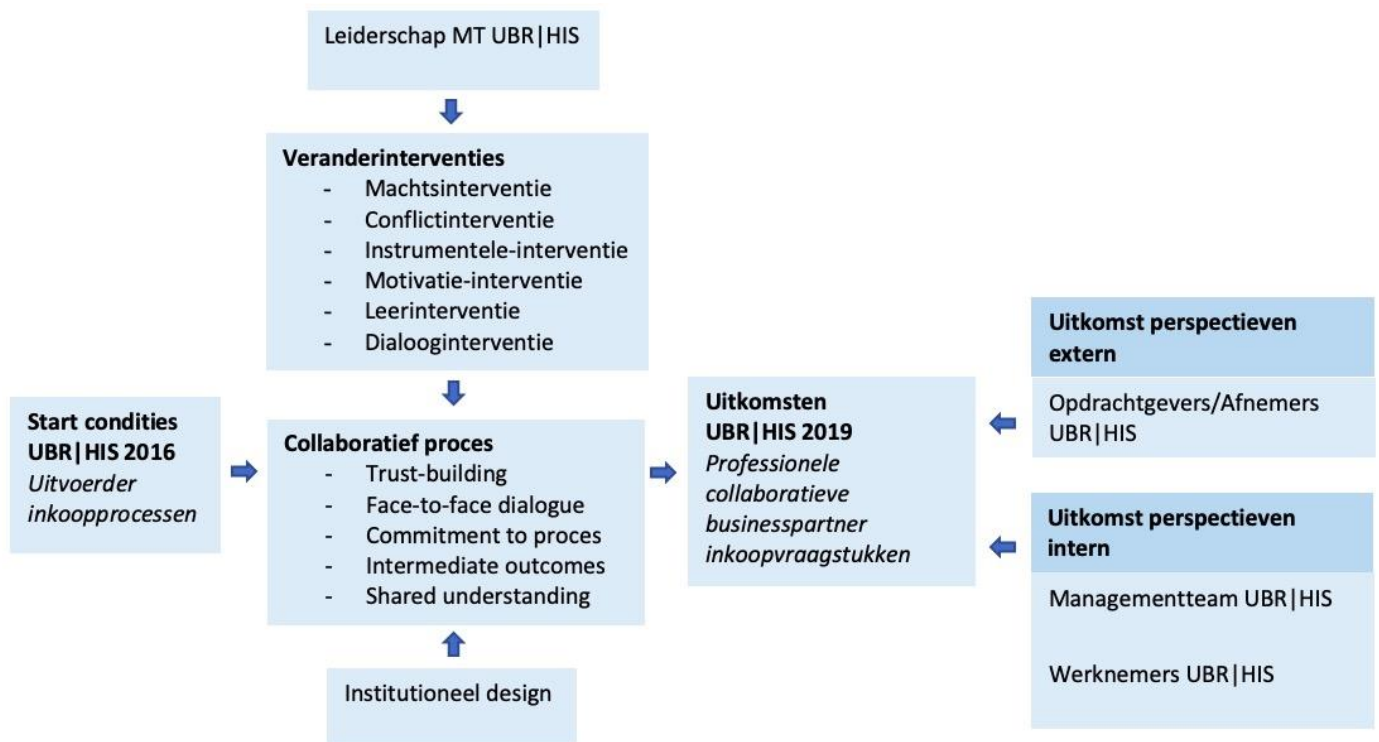 Leiderschap MT UBR|HIS
Veranderinterventies
- Machtsinterventie
- Conflictinterventie
- Instrumentele-interventie
- Motivatie-interventie
- Leerinterventie
- Dialooginterventie
Start condities
UBR|HIS 2016
Uitvoerder
inkoopprocessen
Collaboratief proces
- Trust-building
- Face-to-face dialogue
- Commitment to proces
- Intermediate outcomes
- Shared understanding
Institutioneel design
Uitkomsten
UBR|HIS 2019
Professionele
collaboratieve
businesspartner
inkoopvraagstukken
Uitkomst perspectieven
extern
Opdrachtgevers/Afnemers
UBR|HIS
Uitkomst perspectieven
intern
Managementteam UBR|HIS
Werknemers UBR|HIS